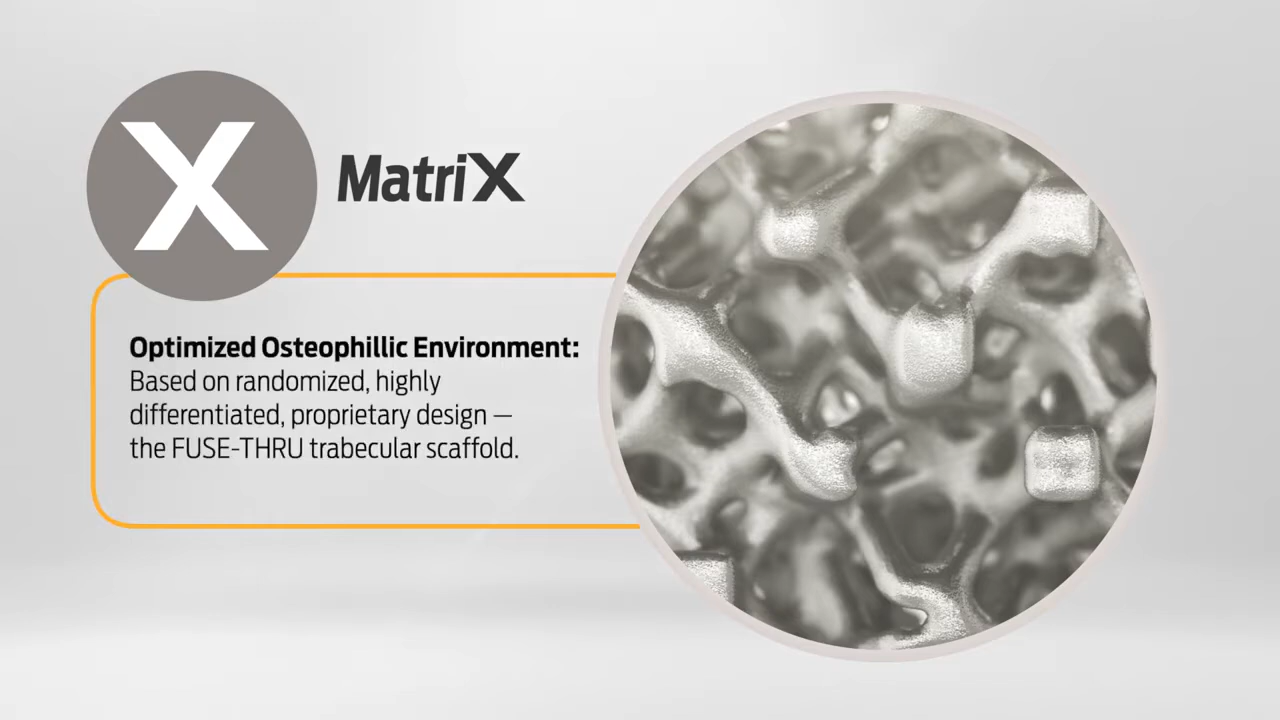 X
MatriX
Optimized Osteophillic Environment:
Based on randomized, highly
differentiated, proprietary design —
the FUSE-THRU trabecular scaffold.